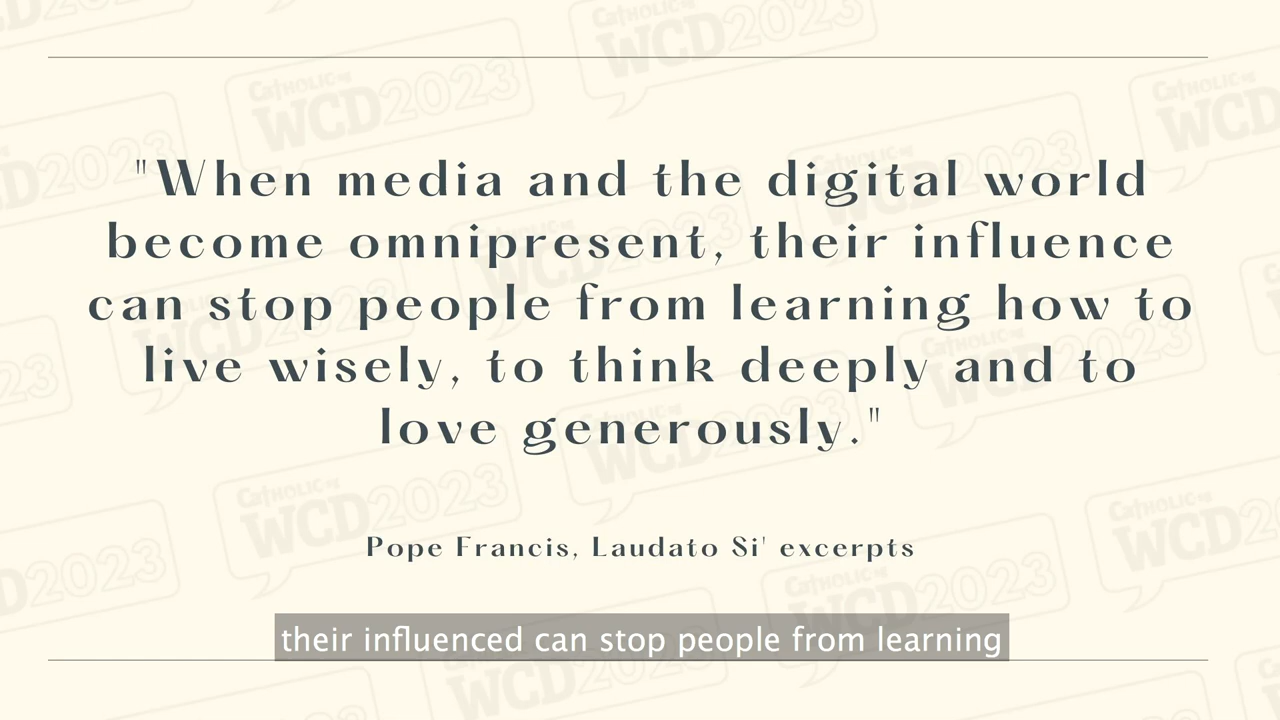 "When media and the digital world
become omnipresent, their influence
can stop people from learning how to
live wisely, to think deeply and to
love generously."
Pope Francis, Laudato Si' excerpts
their influenced can stop people from learning